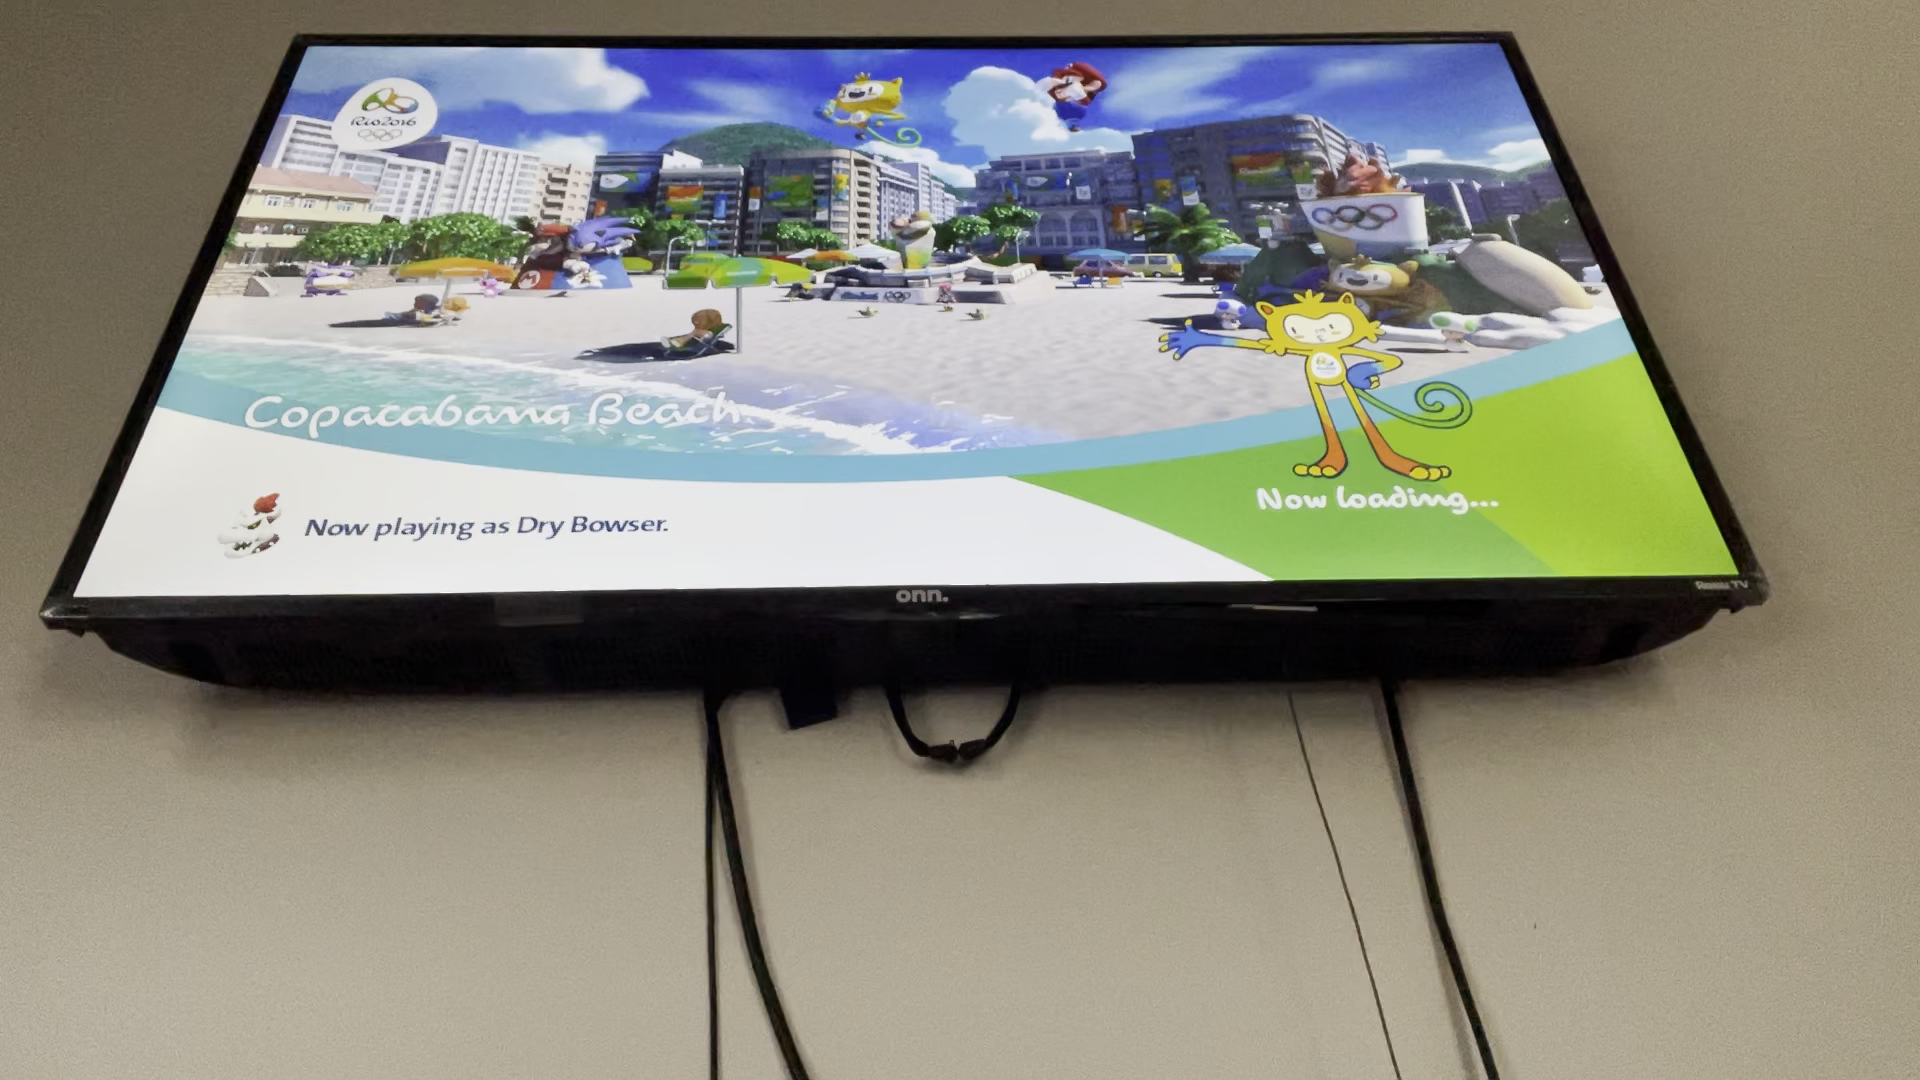 Rio2016
Copacabana Beach
Now loading...
Now playing as Dry Bowser.
onn.
Roku TV